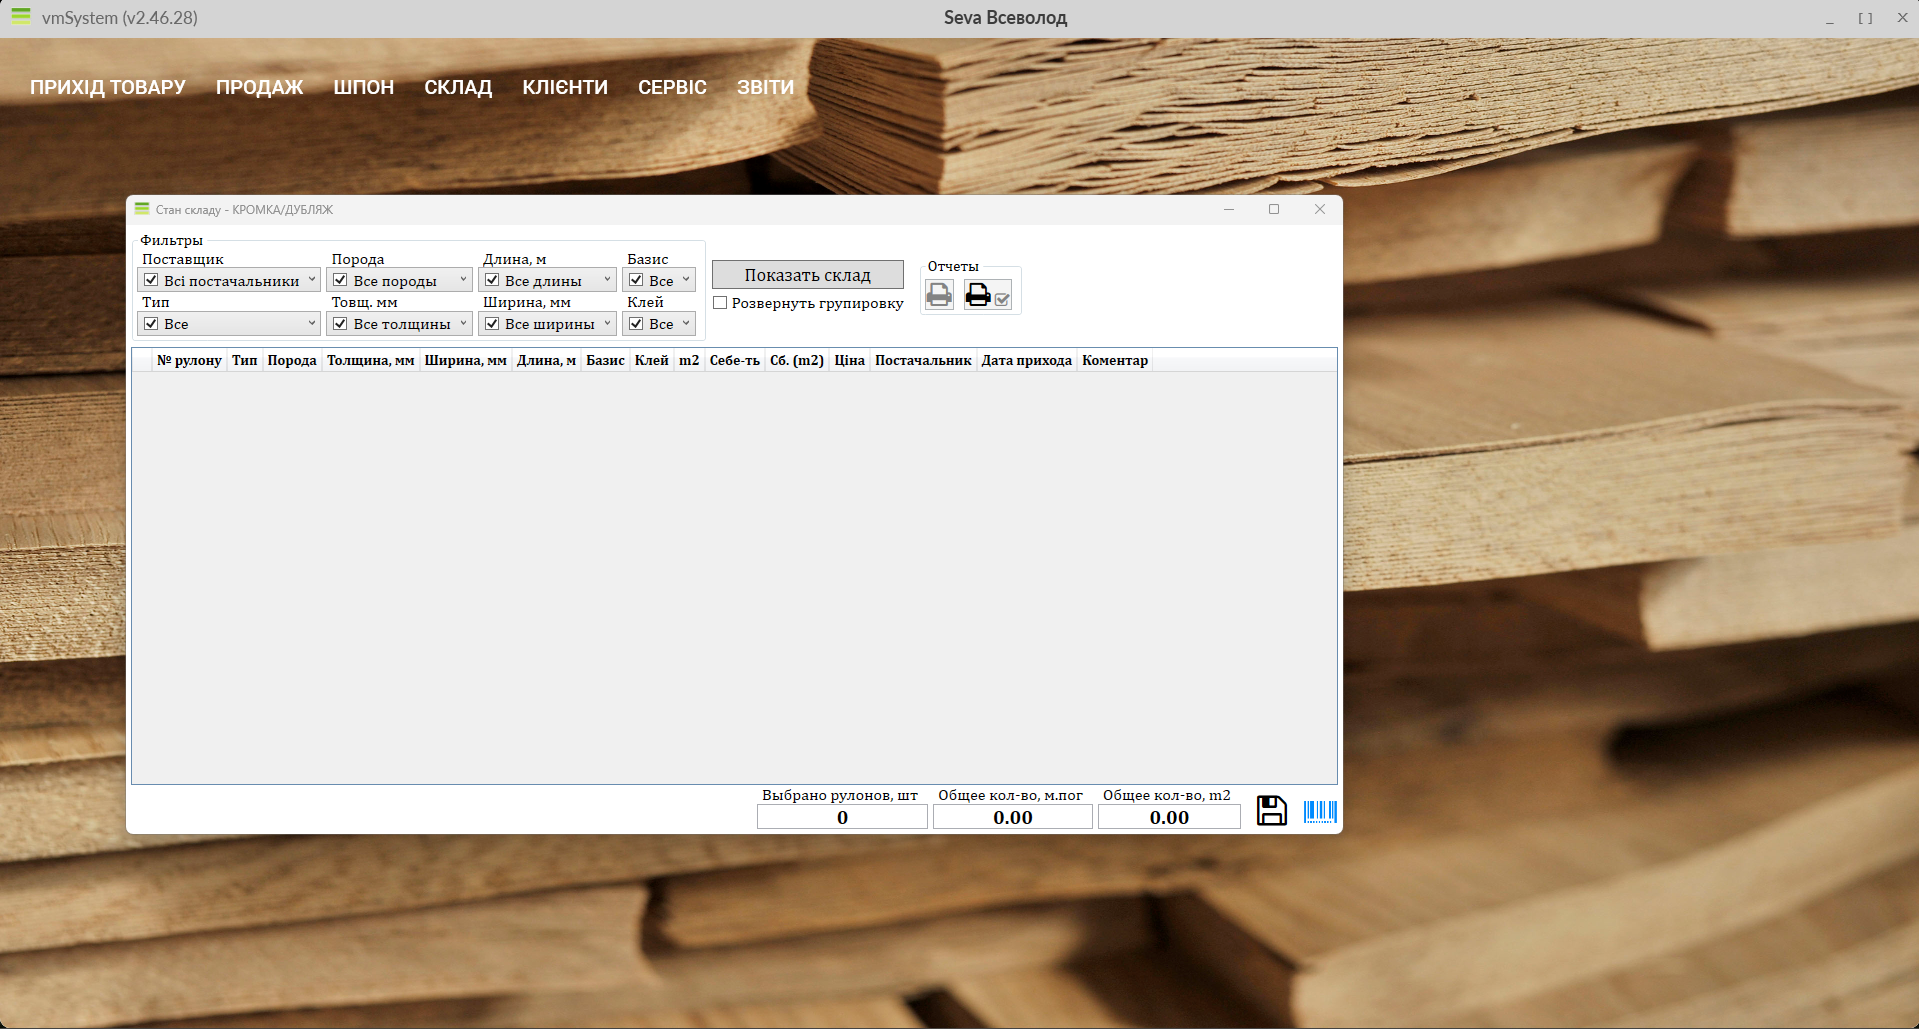 vmSystem (v2.46.28)
Seva Всеволод
ПРИХІД ТОВАРУ ПРОДАЖ ШПОН СКЛАД КЛІЄНТИ СЕРВІС ЗВІТИ
Стан складу - КРОМКА/ДУБЛЯЖ
Фильтры
Поставщик Порода Длина, м Базис
Всі постачальники Все породы Все длины Все
Тип Товщ. мм Ширина, мм Клей
Все Все толщины Все ширины Все
Показать склад
Розвернуть групировку
Отчеты
№ рулону Тип Порода Толщина, мм Ширина, мм Длина, м Базис Клей m2 Себе-ть Сб. (m2) Ціна Постачальник Дата прихода Коментар
Выбрано рулонов, шт Общее кол-во, м.пог Общее кол-во, m2
0 0.00 0.00